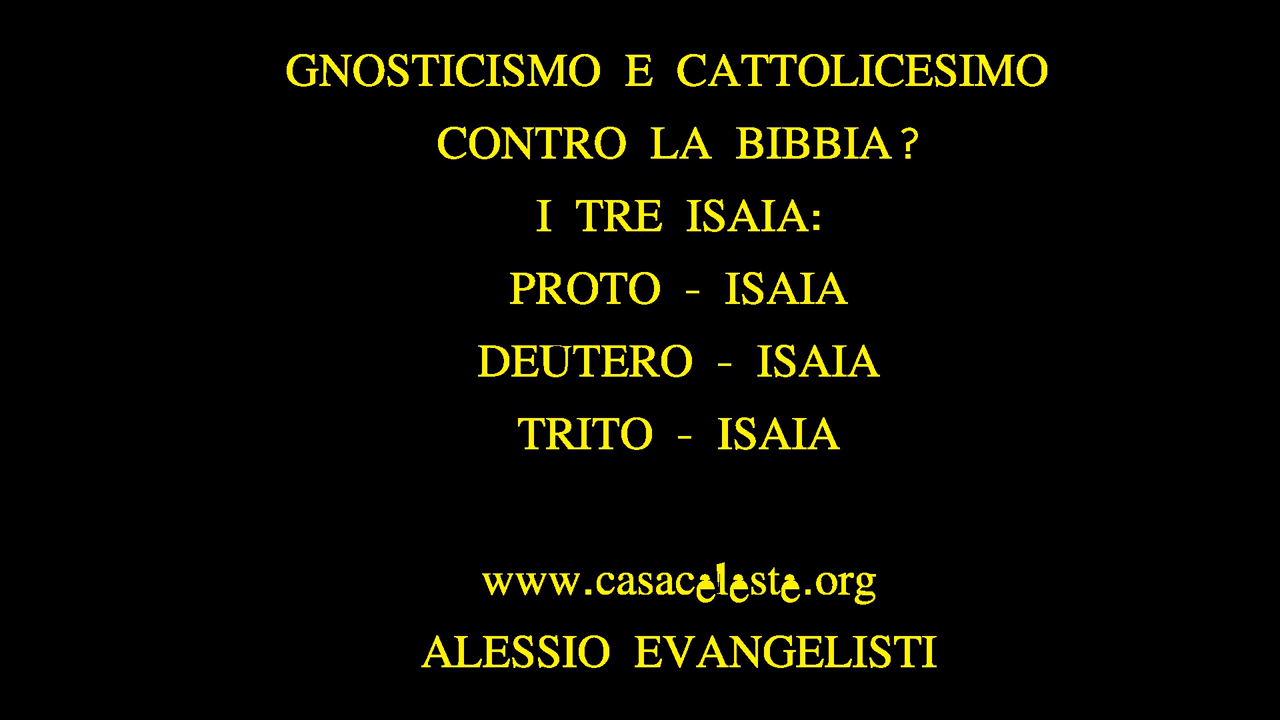 GNOSTICISMO E CATTOLICESIMO
CONTRO LA BIBBIA?
I TRE ISAIA:
PROTO - ISAIA
DEUTERO - ISAIA
TRITO - ISAIA
www.casaceleste.org
ALESSIO EVANGELISTI